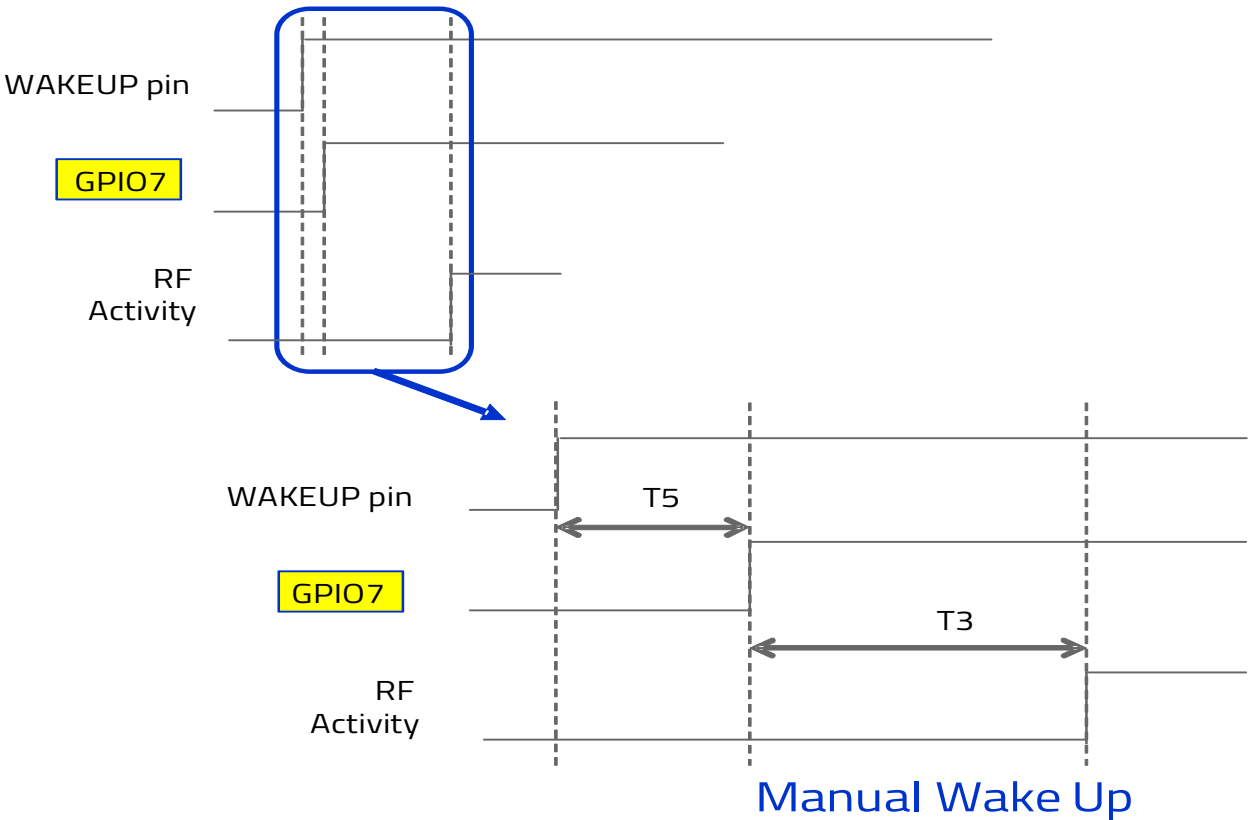 WAKEUP pin
GPIO7
RF
Activity
WAKEUP pin
T5
GPIO7
T3
RF
Activity
Manual Wake Up